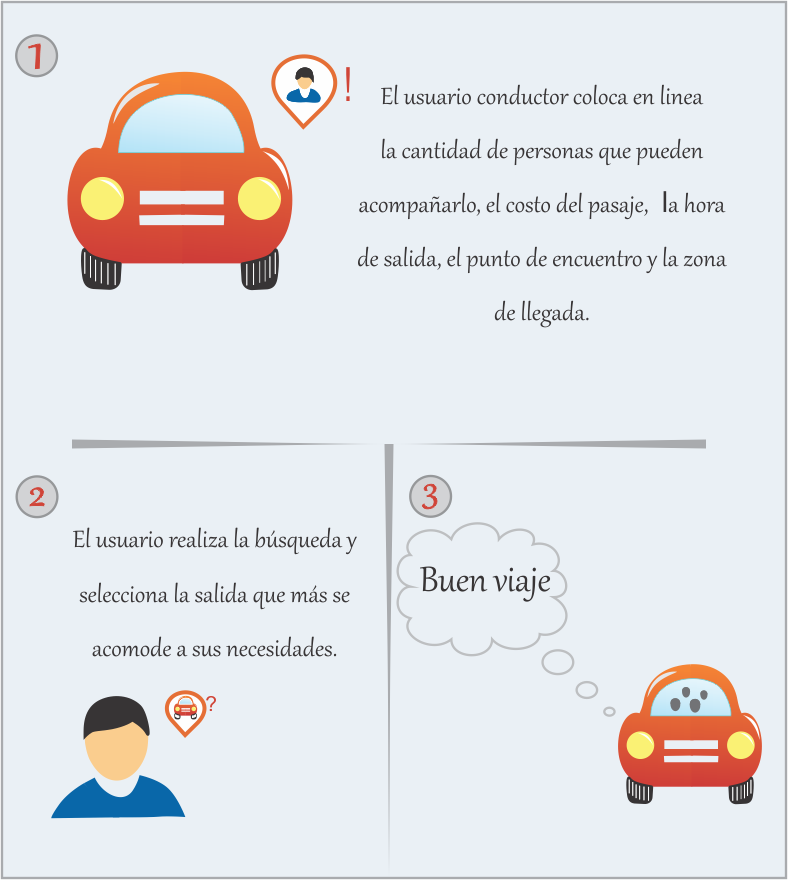 1
!
El usuario conductor coloca en linea
la cantidad de personas que pueden
acompañarlo, el costo del pasaje, la hora
de salida, el punto de encuentro y la zona
de llegada.
2
El usuario realiza la búsqueda y
selecciona la salida que más se
acomode a sus necesidades.
?
3
Buen viaje